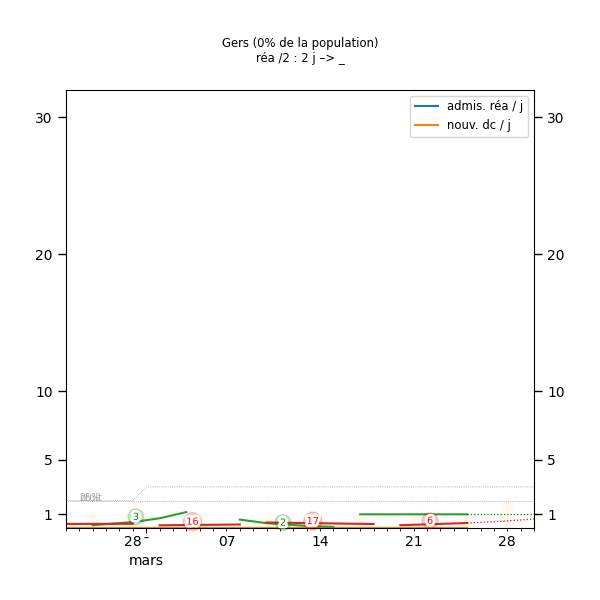 Gers (0% de la population)
réa /2 : 2 j –> _
admis. réa / j
nouv. dc / j
30 30
20 20
10 10
5 5
1 1
3 16 2 17 6
28 07 14 21 28
mars